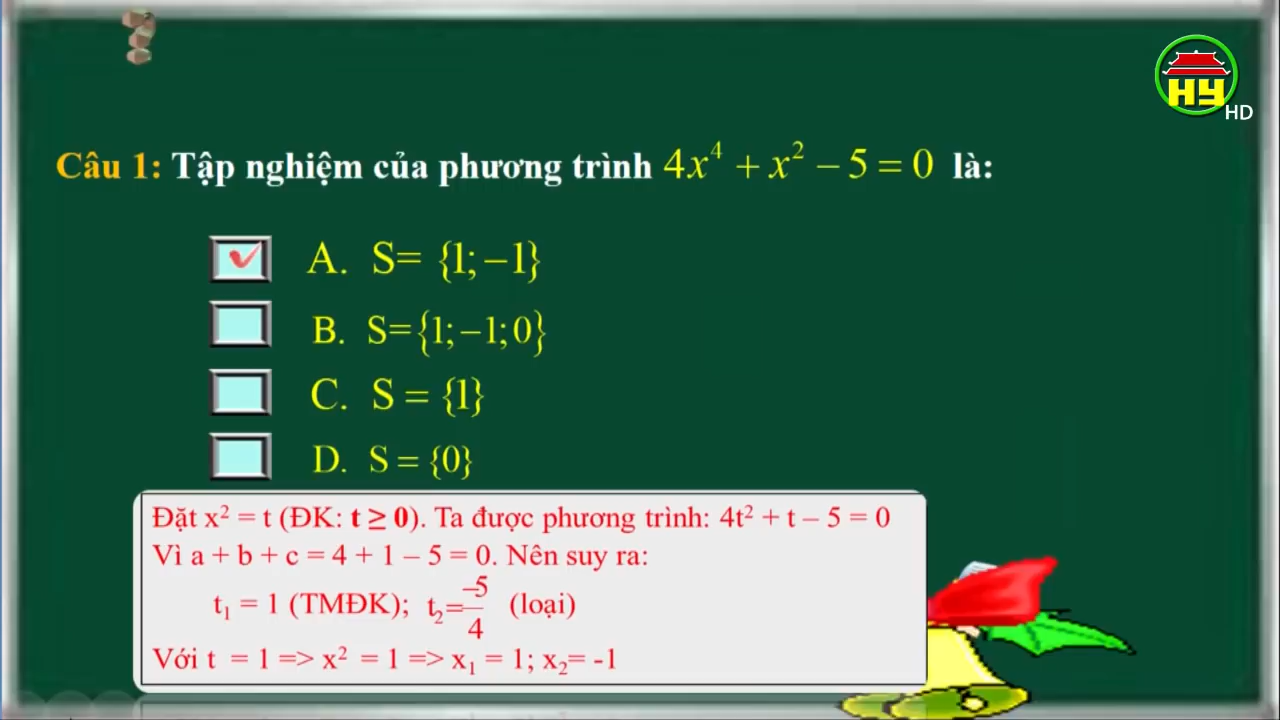 HY
HD
Câu 1: Tập nghiệm của phương trình 4x⁴ + x² − 5 = 0 là:
A. S= {1; −1}
B. S={1; −1; 0}
C. S = {1}
D. S = {0}
Đặt x² = t (ĐK: t ≥ 0). Ta được phương trình: 4t² + t – 5 = 0
Vì a + b + c = 4 + 1 – 5 = 0. Nên suy ra:
t₁ = 1 (TMĐK); t₂= −5/4 (loại)
Với t = 1 => x² = 1 => x₁ = 1; x₂= -1